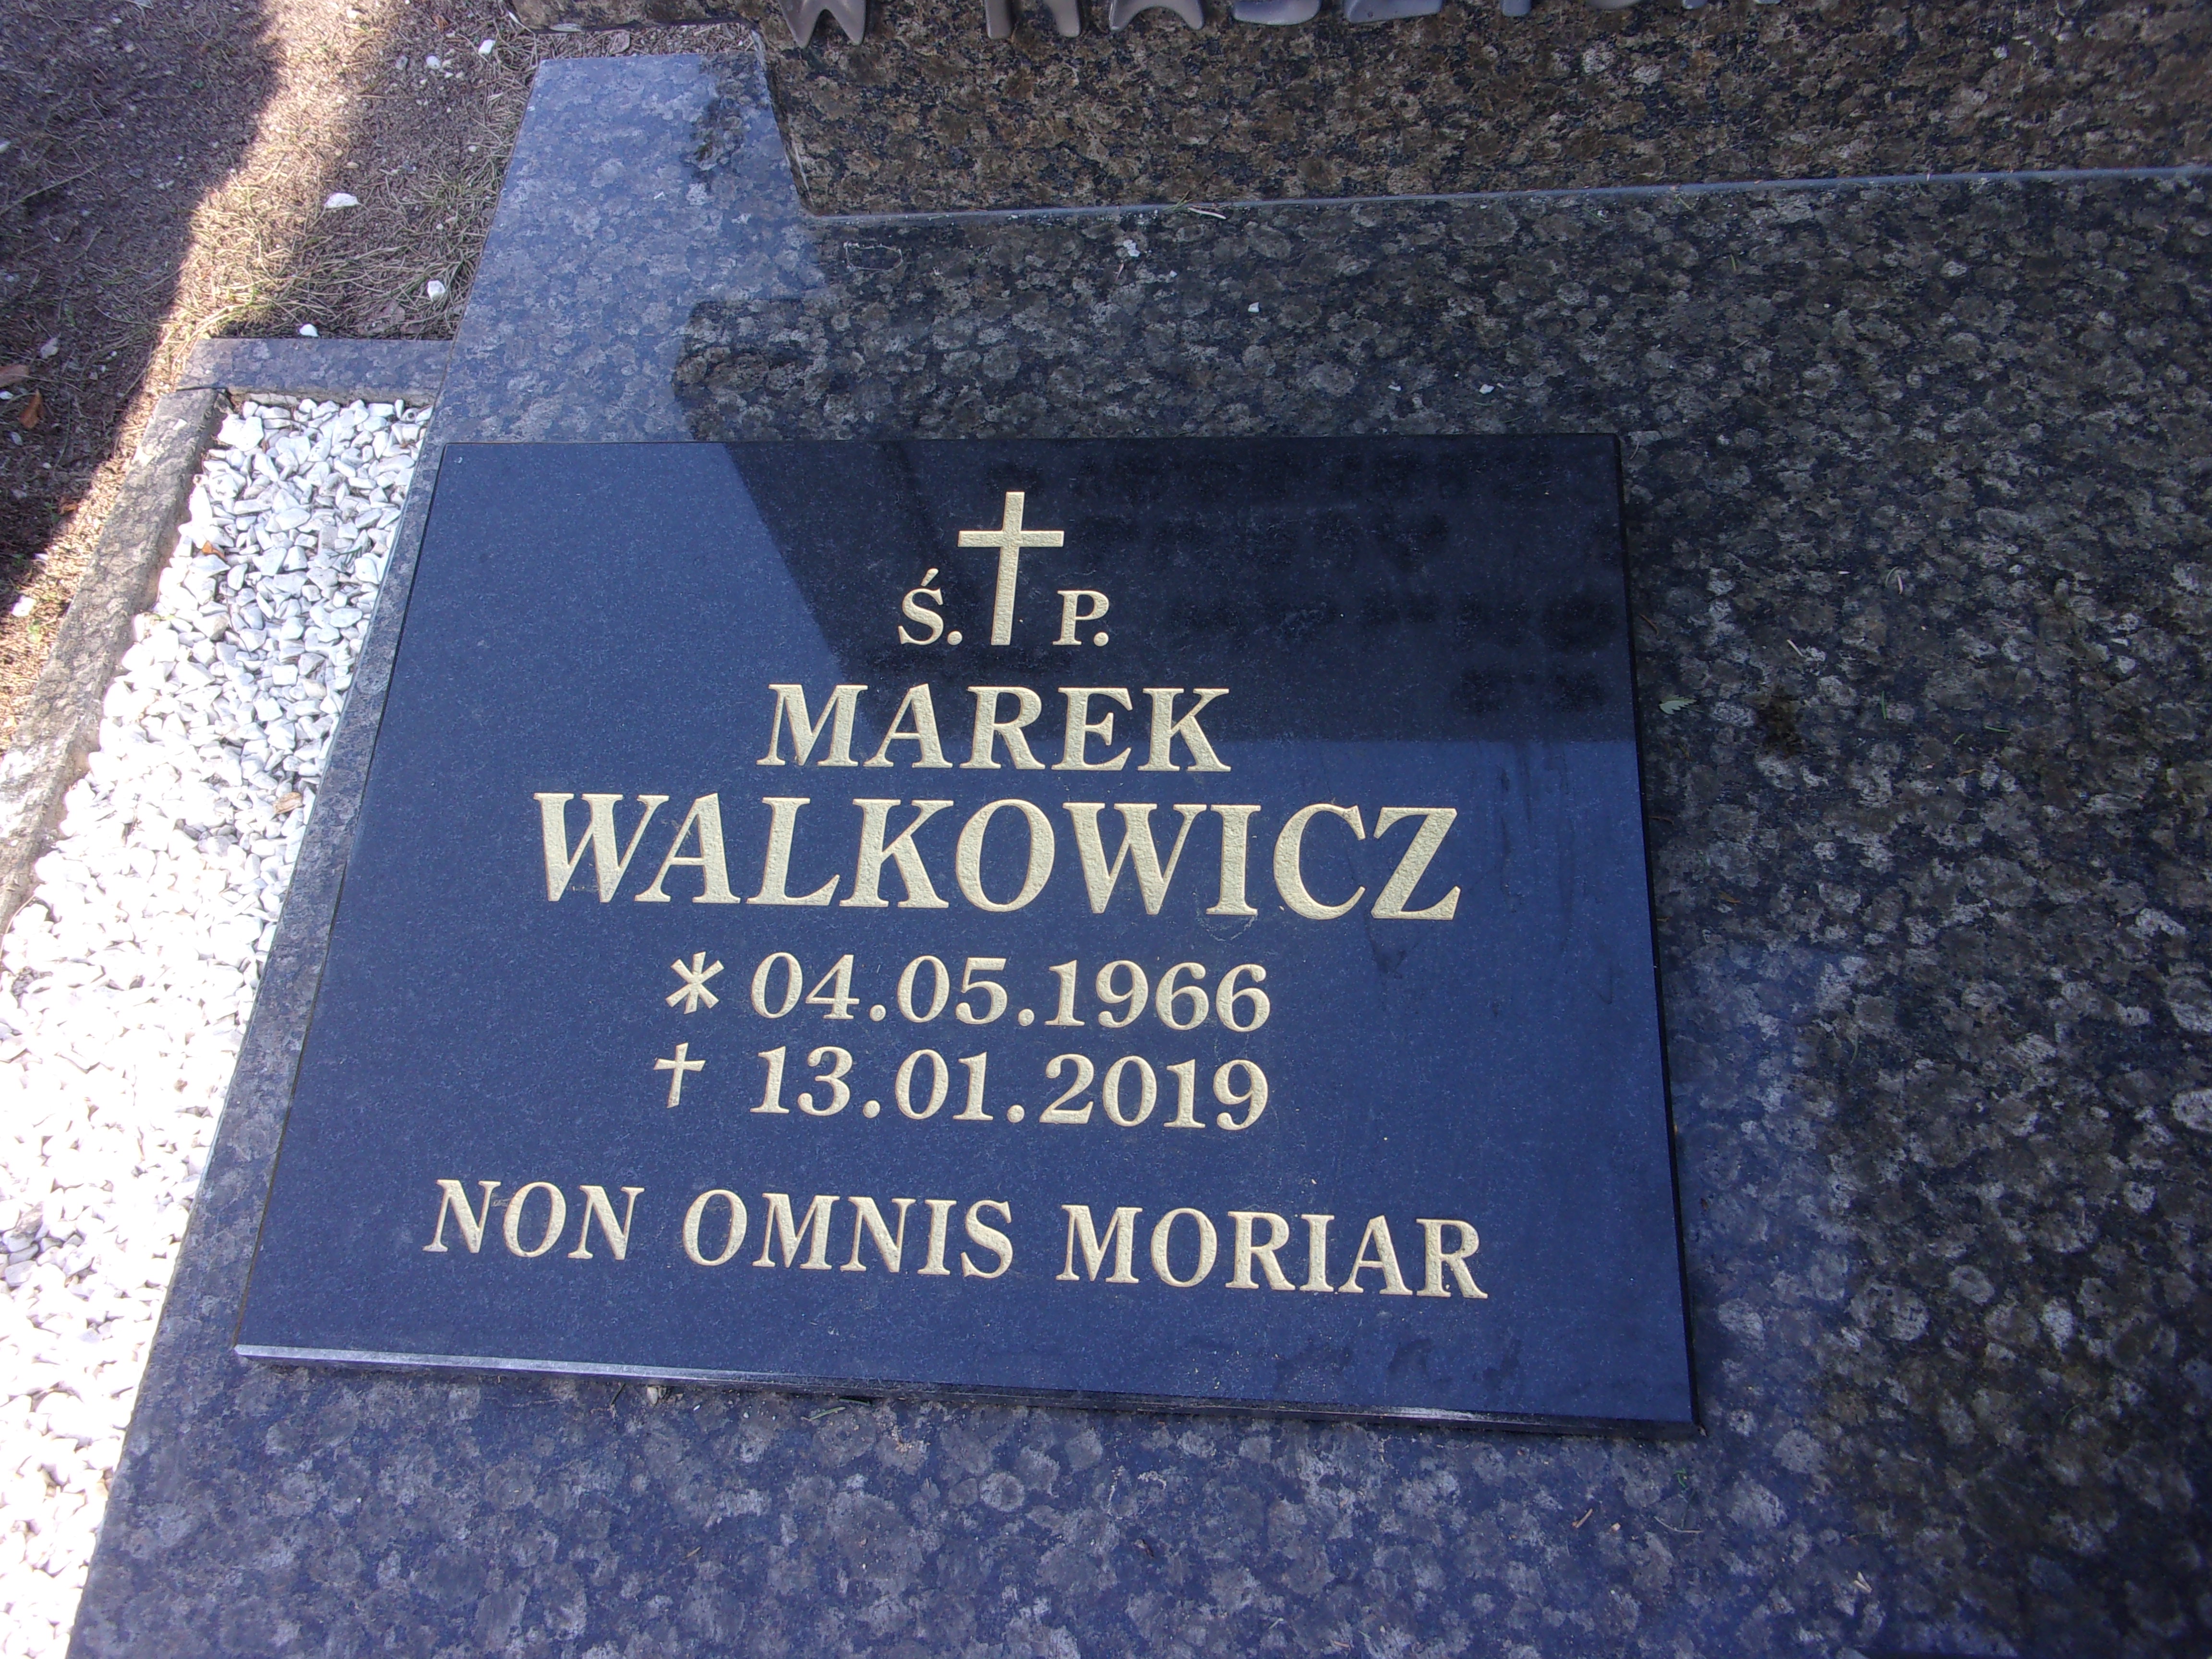 Ś. P.
MAREK
WALKOWICZ
* 04.05.1966
† 13.01.2019
NON OMNIS MORIAR